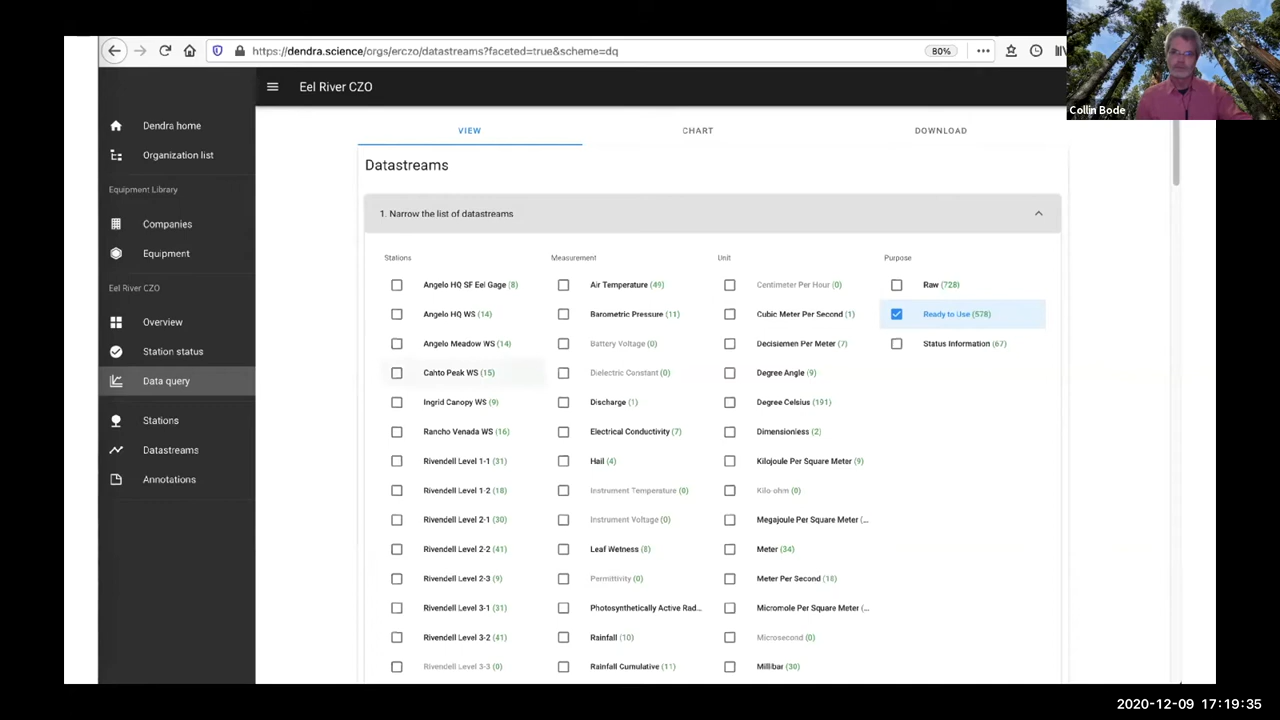 https://dendra.science/orgs/erczo/datastreams?faceted=true&scheme=dq
80%
Collin Bode
Eel River CZO
Dendra home
Organization list
Equipment Library
Companies
Equipment
Eel River CZO
Overview
Station status
Data query
Stations
Datastreams
Annotations
VIEW CHART DOWNLOAD
Datastreams
1. Narrow the list of datastreams
Stations Measurement Unit Purpose
Angelo HQ SF Eel Gage (8) Air Temperature (49) Centimeter Per Hour (0) Raw (728)
Angelo HQ WS (14) Barometric Pressure (11) Cubic Meter Per Second (1) Ready to Use (578)
Angelo Meadow WS (14) Battery Voltage (0) Decisiemen Per Meter (7) Status Information (67)
Cahto Peak WS (15) Dielectric Constant (0) Degree Angle (9)
Ingrid Canopy WS (9) Discharge (1) Degree Celsius (191)
Rancho Venada WS (16) Electrical Conductivity (7) Dimensionless (2)
Rivendell Level 1-1 (31) Hail (4) Kilojoule Per Square Meter (9)
Rivendell Level 1-2 (18) Instrument Temperature (0) Kilo ohm (0)
Rivendell Level 2-1 (30) Instrument Voltage (0) Megajoule Per Square Meter (...
Rivendell Level 2-2 (41) Leaf Wetness (8) Meter (34)
Rivendell Level 2-3 (9) Permittivity (0) Meter Per Second (18)
Rivendell Level 3-1 (31) Photosynthetically Active Rad... Micromole Per Square Meter (...
Rivendell Level 3-2 (41) Rainfall (10) Microsecond (0)
Rivendell Level 3-3 (0) Rainfall Cumulative (11) Millibar (30)
2020-12-09 17:19:35